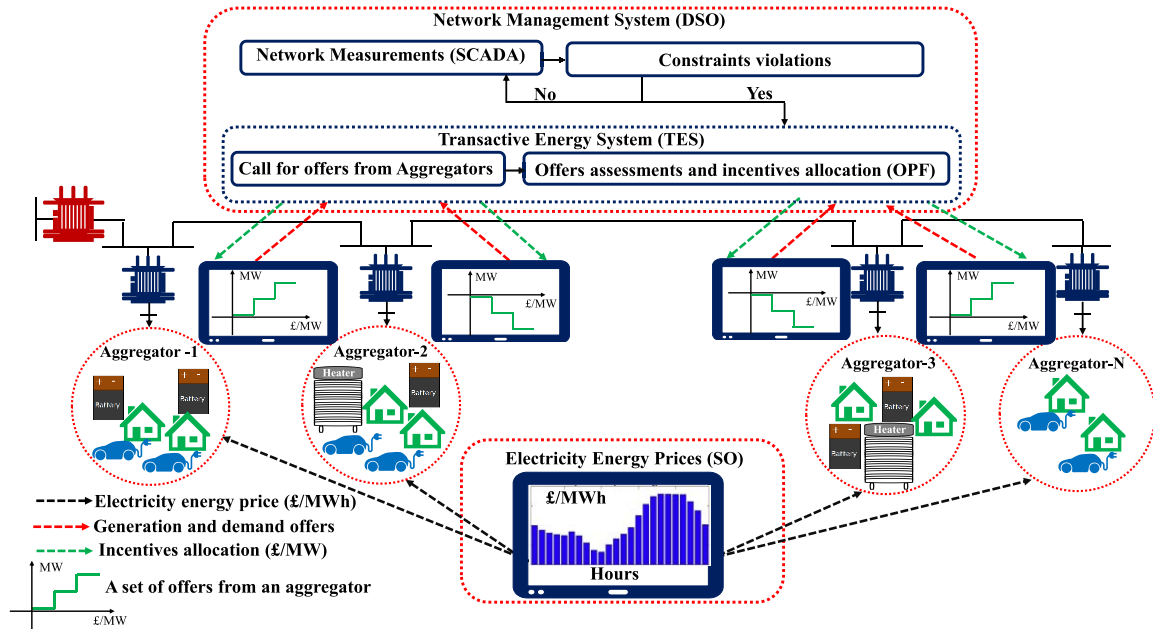 Network Management System (DSO)
Network Measurements (SCADA)
Constraints violations
No
Yes
Transactive Energy System (TES)
Call for offers from Aggregators
Offers assessments and incentives allocation (OPF)
MW
£/MW
MW
£/MW
MW
£/MW
MW
£/MW
Aggregator -1
+ -
Battery
+ -
Battery
Aggregator-2
Heater
+ -
Battery
Aggregator-3
+ -
Battery
+ -
Battery
Heater
Aggregator-N
Electricity Energy Prices (SO)
£/MWh
Hours
Electricity energy price (£/MWh)
Generation and demand offers
Incentives allocation (£/MW)
MW
A set of offers from an aggregator
£/MW